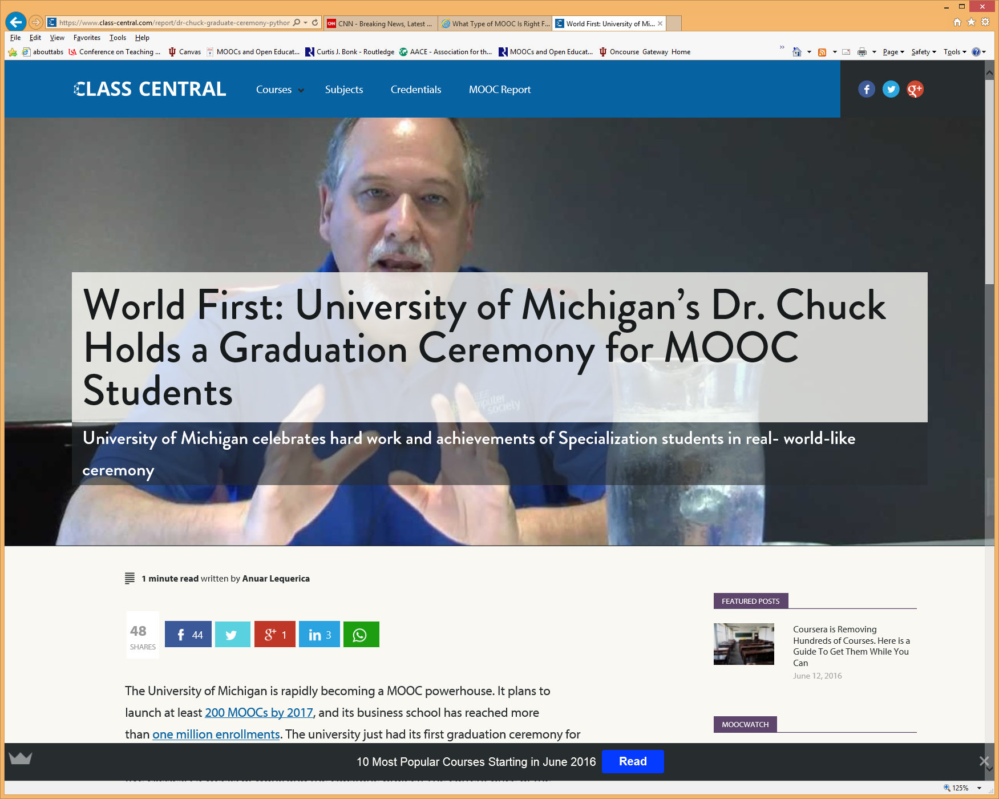 https://www.class-central.com/report/dr-chuck-graduate-ceremony-python
CNN - Breaking News, Latest ...
What Type of MOOC Is Right F...
World First: University of Mi...
File Edit View Favorites Tools Help
abouttabs
Conference on Teaching ...
Canvas
MOOCs and Open Educat...
Curtis J. Bonk - Routledge
AACE - Association for th...
MOOCs and Open Educat...
Oncourse Gateway Home
Page Safety Tools
CLASS CENTRAL
Courses Subjects Credentials MOOC Report
World First: University of Michigan's Dr. Chuck
Holds a Graduation Ceremony for MOOC
Students
University of Michigan celebrates hard work and achievements of Specialization students in real- world-like
ceremony
1 minute read written by Anuar Lequerica
48
SHARES
44
1
in 3
The University of Michigan is rapidly becoming a MOOC powerhouse. It plans to
launch at least 200 MOOCs by 2017, and its business school has reached more
than one million enrollments. The university just had its first graduation ceremony for
FEATURED POSTS
Coursera is Removing
Hundreds of Courses. Here is a
Guide To Get Them While You
Can
June 12, 2016
MOOCWATCH
10 Most Popular Courses Starting in June 2016 Read
125%